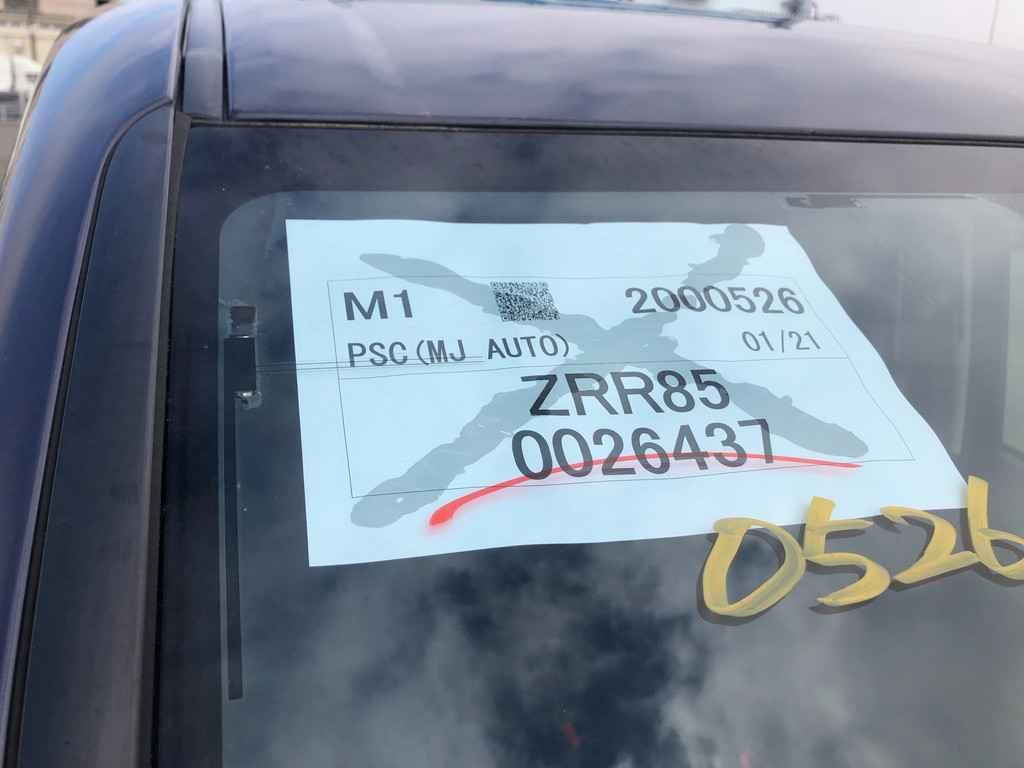 M1 2000526
PSC(MJ AUTO) 01/21
ZRR85
0026437
0526